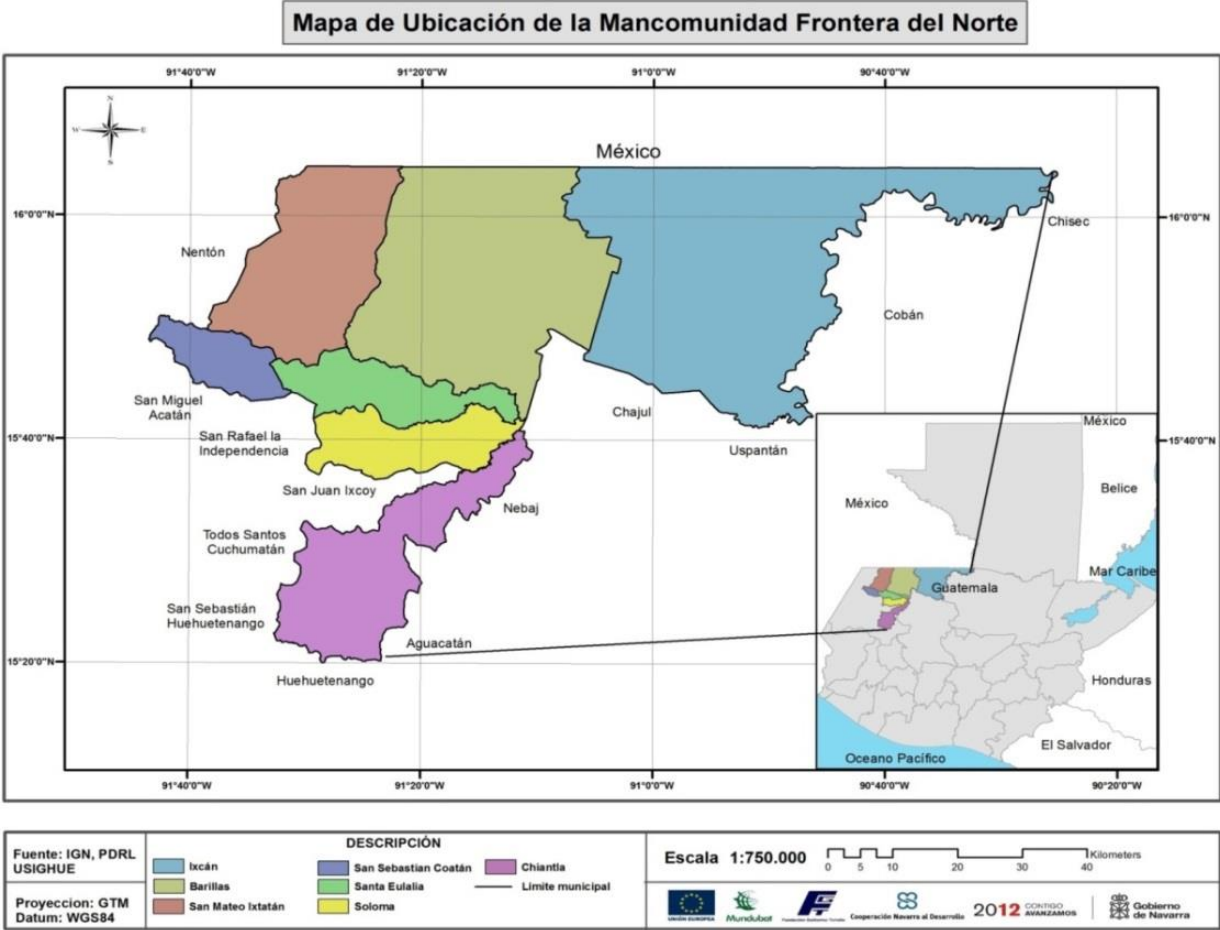 Mapa de Ubicación de la Mancomunidad Frontera del Norte
91°40'0"W
91°20'0"W
91°0'0"W
90°40'0"W
N
W
E
S
México
16°0'0"N
16°0'0"N
Chisec
Nentón
Cobán
San Miguel
Acatán
Chajul
México
San Rafael la
Independencia
15°40'0"N
15°40'0"N
Uspantán
San Juan Ixcoy
Belice
Nebaj
México
Todos Santos
Cuchumatán
Mar Caribe
Guatemala
San Sebastián
Huehuetenango
Aguacatán
15°20'0"N
Huehuetenango
Honduras
El Salvador
Oceano Pacífico
91°40'0"W
91°20'0"W
91°0'0"W
90°40'0"W
90°20'0"W
Fuente: IGN, PDRL
USIGHUE
Proyeccion: GTM
Datum: WGS84
DESCRIPCIÓN
Ixcán
Barillas
San Mateo Ixtatán
San Sebastian Coatán
Santa Eulalia
Soloma
Chiantla
Límite municipal
Escala 1:750.000
Kilometers
0 5 10 20 30 40
UNIÓN EUROPEA
Mundubat
FGT
Cooperación Navarra al Desarrollo
2012 CONTIGO
AVANZAMOS
Gobierno
de Navarra